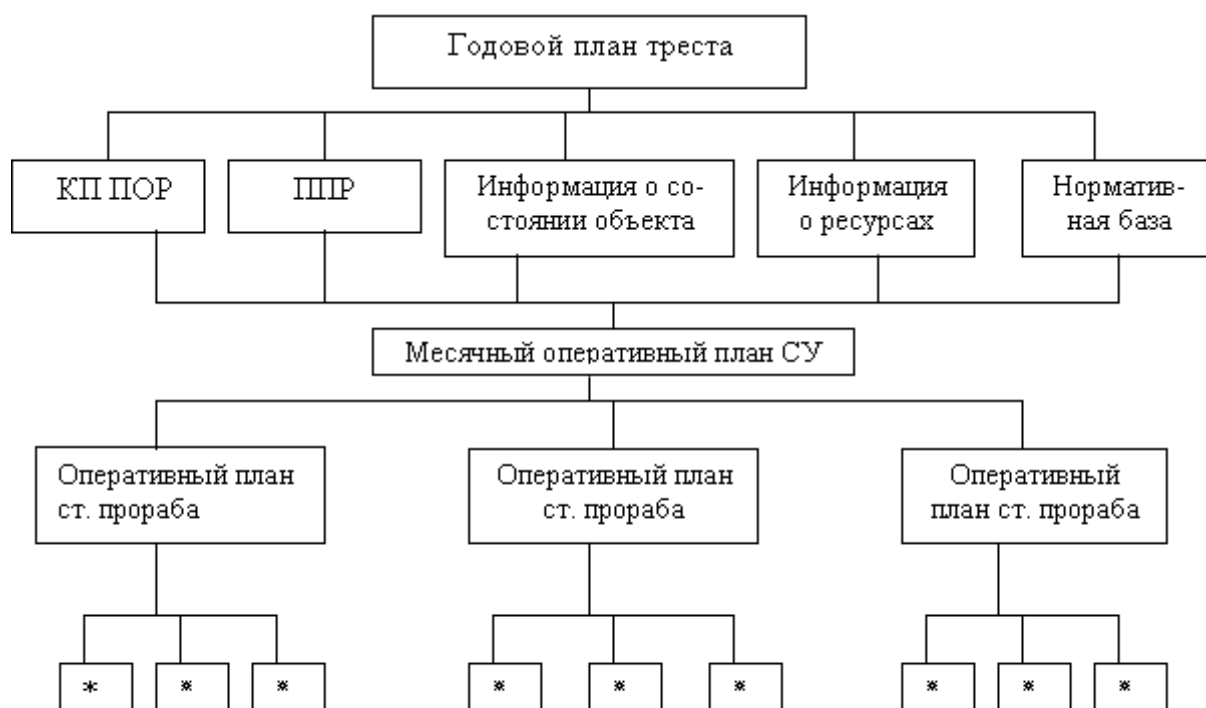 Годовой план треста
КП ПОР
ППР
Информация о со-
стоянии объекта
Информация
о ресурсах
Норматив-
ная база
Месячный оперативный план СУ
Оперативный план
ст. прораба
Оперативный план
ст. прораба
Оперативный
план ст. прораба
* * * * * * * * *